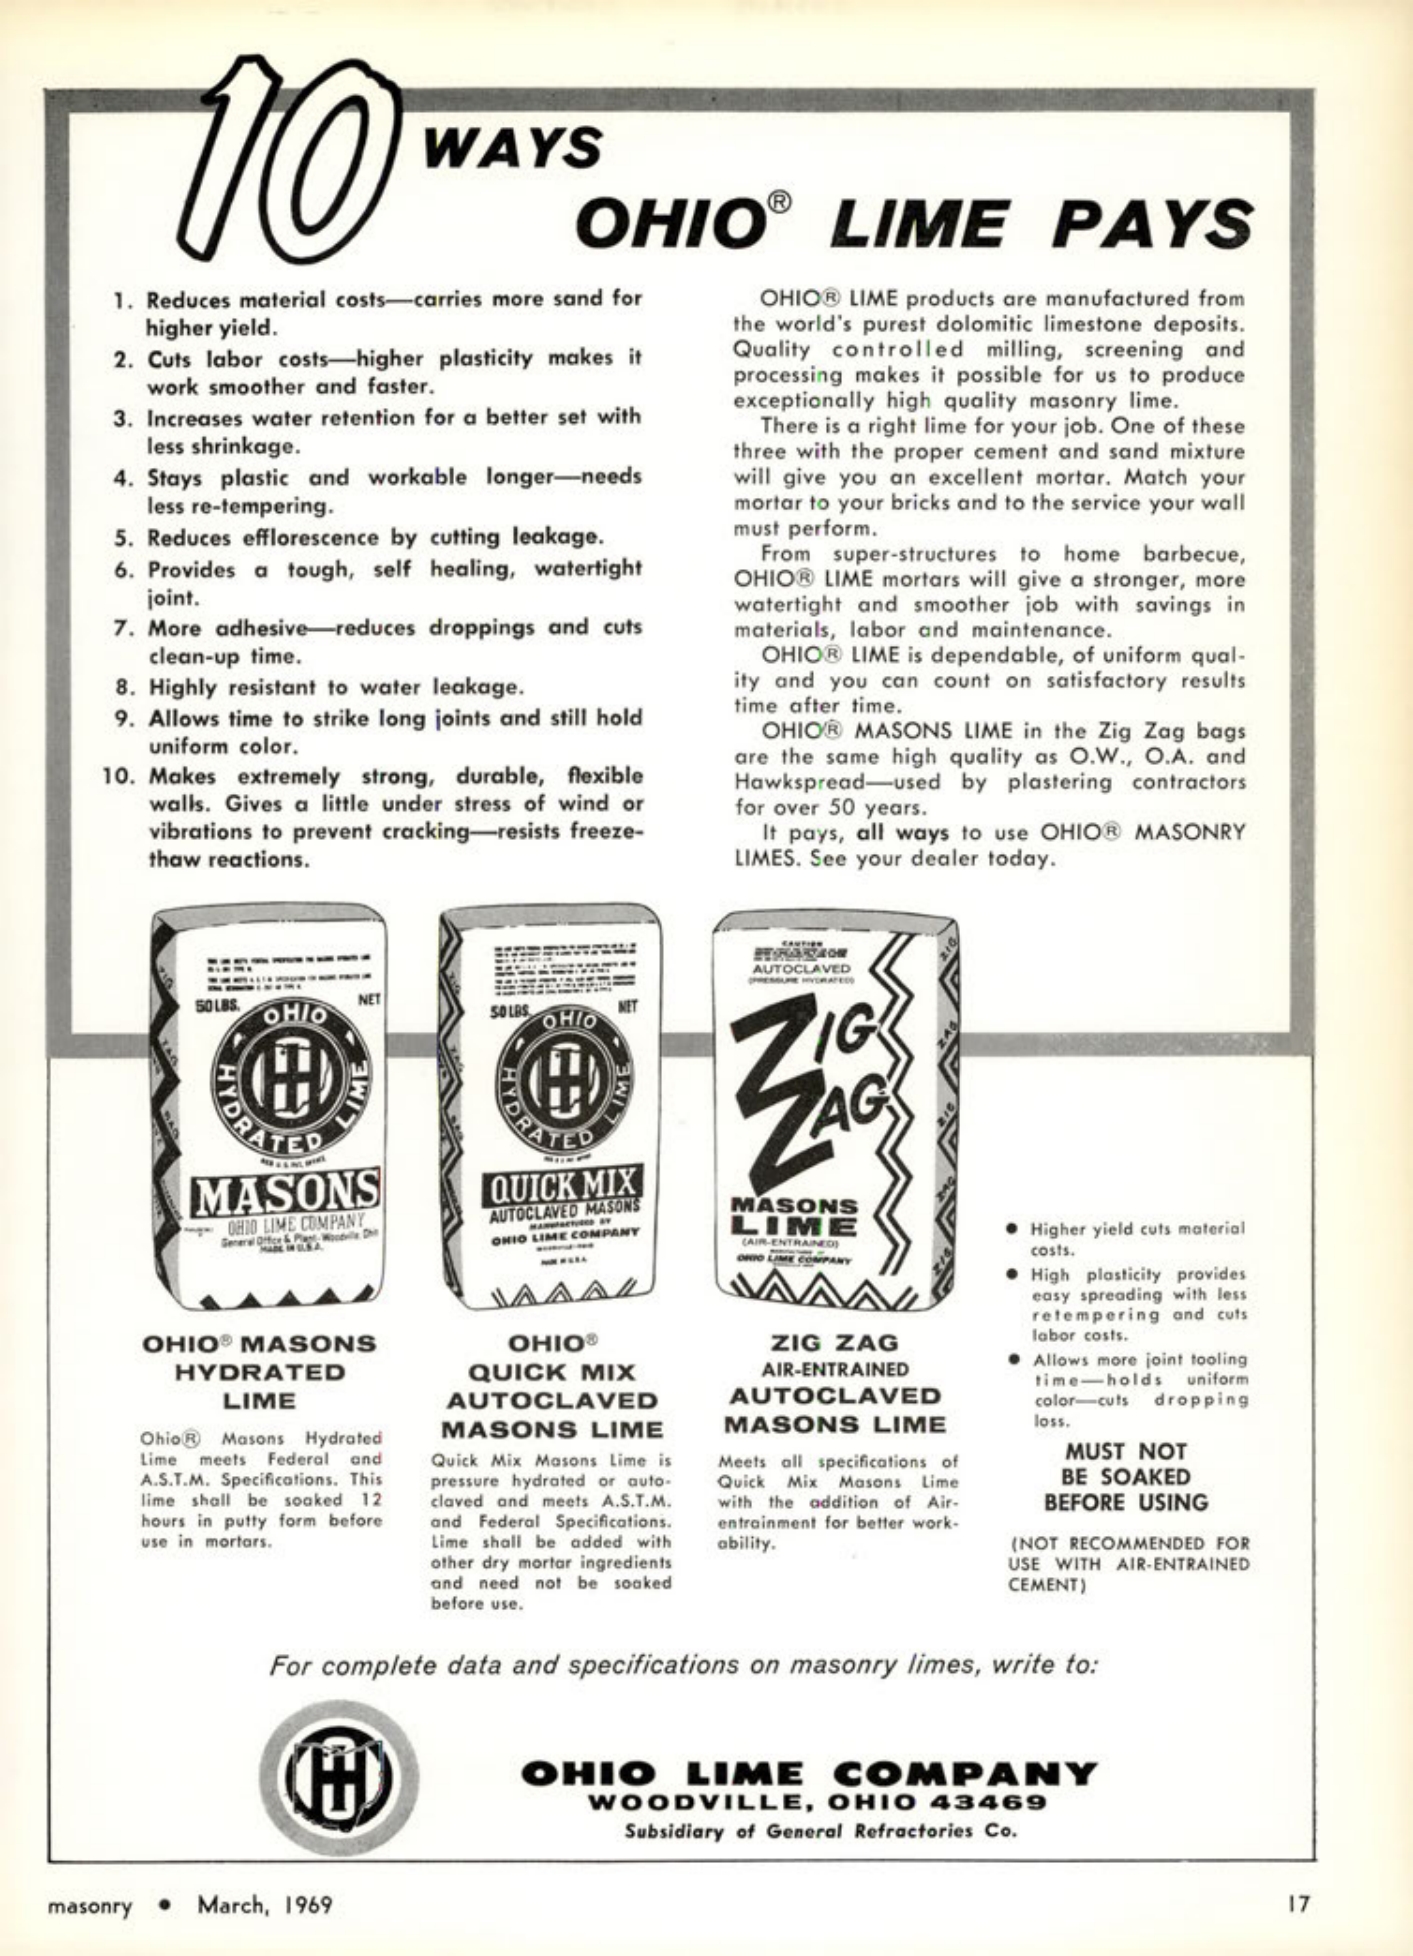 10 WAYS
OHIO® LIME PAYS
1. Reduces material costs—carries more sand for
higher yield.
2. Cuts labor costs—higher plasticity makes it
work smoother and faster.
3. Increases water retention for a better set with
less shrinkage.
4. Stays plastic and workable longer—needs
less re-tempering.
5. Reduces efflorescence by cutting leakage.
6. Provides a tough, self healing, watertight
joint.
7. More adhesive—reduces droppings and cuts
clean-up time.
8. Highly resistant to water leakage.
9. Allows time to strike long joints and still hold
uniform color.
10. Makes extremely strong, durable, flexible
walls. Gives a little under stress of wind or
vibrations to prevent cracking—resists freeze-
thaw reactions.
OHIO® LIME products are manufactured from
the world's purest dolomitic limestone deposits.
Quality controlled milling, screening and
processing makes it possible for us to produce
exceptionally high quality masonry lime.
There is a right lime for your job. One of these
three with the proper cement and sand mixture
will give you an excellent mortar. Match your
mortar to your bricks and to the service your wall
must perform.
From super-structures to home barbecue,
OHIO® LIME mortars will give a stronger, more
watertight and smoother job with savings in
materials, labor and maintenance.
OHIO® LIME is dependable, of uniform qual-
ity and you can count on satisfactory results
time after time.
OHIO® MASONS LIME in the Zig Zag bags
are the same high quality as O.W., O.A. and
Hawkspread—used by plastering contractors
for over 50 years.
It pays, all ways to use OHIO® MASONRY
LIMES. See your dealer today.
50 LBS. NET
OHIO
HYDRATED LIME
MASONS
OHIO LIME COMPANY
General Office & Plant-Woodville, Ohio
MADE IN U.S.A.
50 LBS. NET
OHIO
HYDRATED LIME
QUICK MIX
AUTOCLAVED MASONS
MANUFACTURED BY
OHIO LIME COMPANY
MADE IN U.S.A.
CAUTION
AUTOCLAVED
(PRESSURE HYDRATED)
ZIG
ZAG
MASONS
LIME
(AIR-ENTRAINED)
OHIO LIME COMPANY
ZIG
ZAG
ZIG
ZAG
ZIG
OHIO® MASONS
HYDRATED
LIME
Ohio® Masons Hydrated
Lime meets Federal and
A.S.T.M. Specifications. This
lime shall be soaked 12
hours in putty form before
use in mortars.
OHIO®
QUICK MIX
AUTOCLAVED
MASONS LIME
Quick Mix Masons Lime is
pressure hydrated or auto-
claved and meets A.S.T.M.
and Federal Specifications.
Lime shall be added with
other dry mortar ingredients
and need not be soaked
before use.
ZIG ZAG
AIR-ENTRAINED
AUTOCLAVED
MASONS LIME
Meets all specifications of
Quick Mix Masons Lime
with the addition of Air-
entrainment for better work-
ability.
● Higher yield cuts material
costs.
● High plasticity provides
easy spreading with less
retempering and cuts
labor costs.
● Allows more joint tooling
time—holds uniform
color—cuts dropping
loss.
MUST NOT
BE SOAKED
BEFORE USING
(NOT RECOMMENDED FOR
USE WITH AIR-ENTRAINED
CEMENT)
For complete data and specifications on masonry limes, write to:
OHIO LIME COMPANY
WOODVILLE, OHIO 43469
Subsidiary of General Refractories Co.
masonry ● March, 1969
17